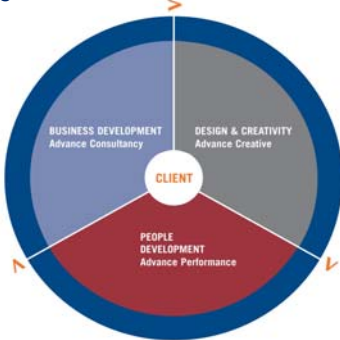 BUSINESS DEVELOPMENT
Advance Consultancy
DESIGN & CREATIVITY
Advance Creative
CLIENT
PEOPLE
DEVELOPMENT
Advance Performance